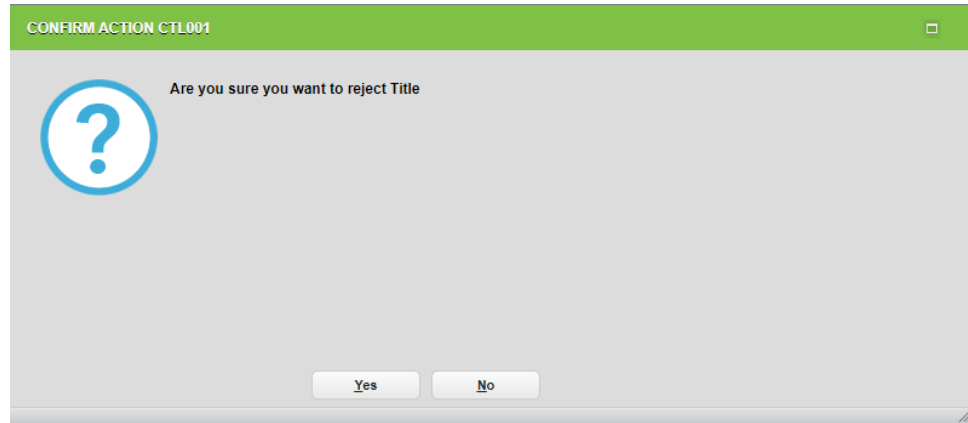 CONFIRM ACTION CTL001
Are you sure you want to reject Title
Yes
No